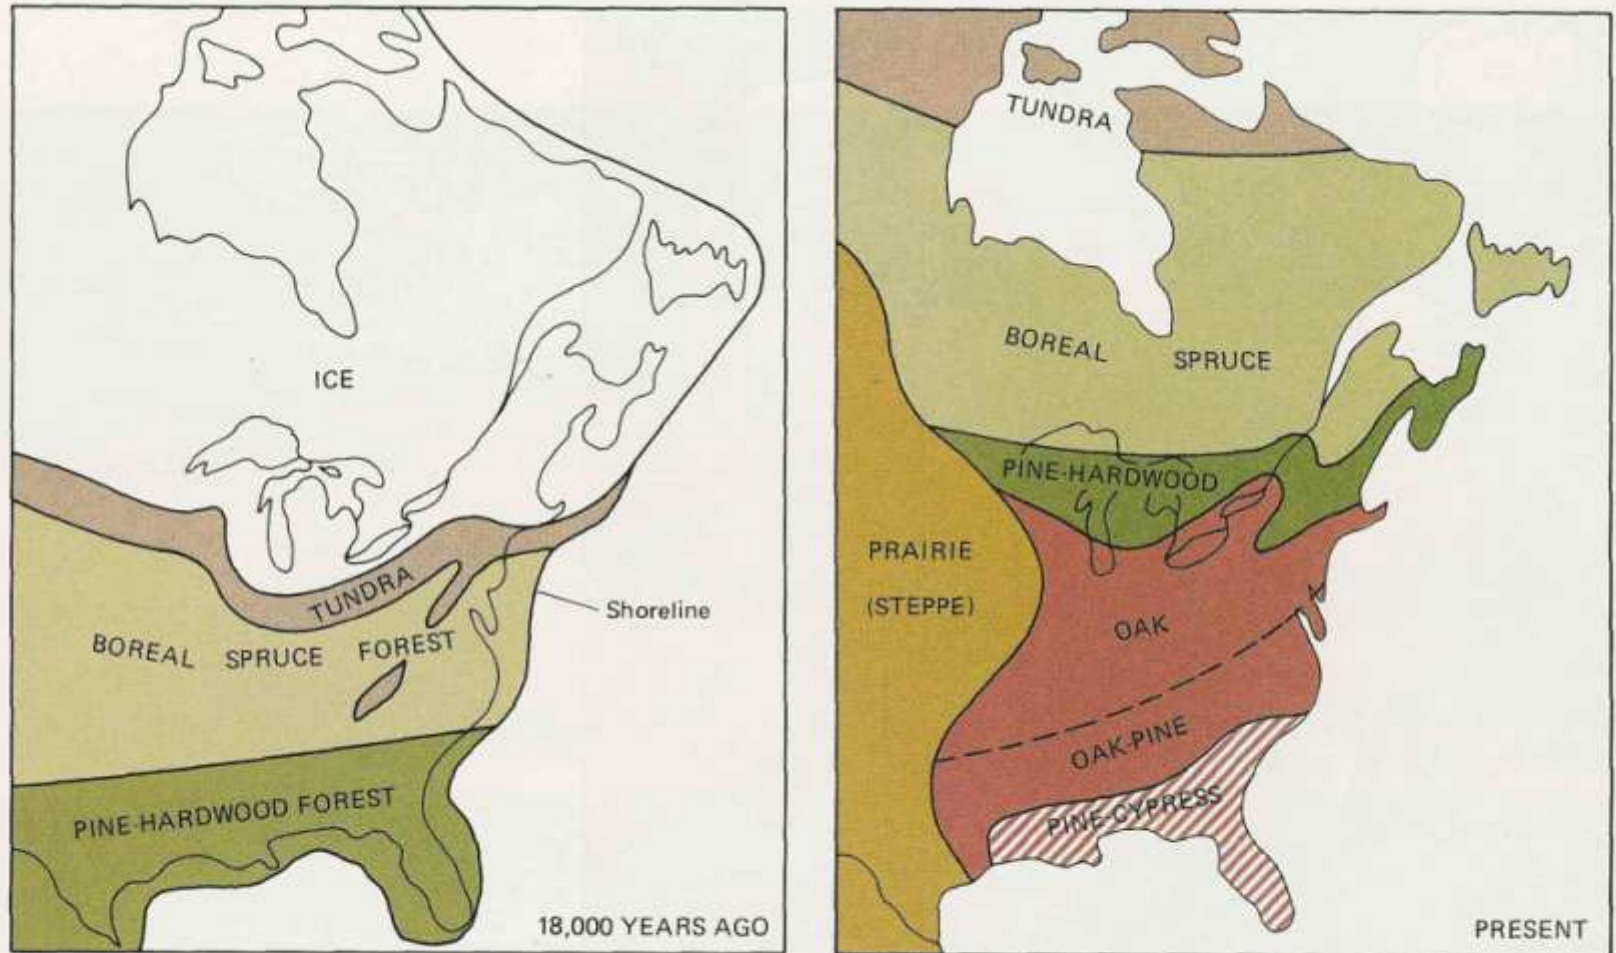 ICE
TUNDRA
Shoreline
BOREAL SPRUCE FOREST
PINE-HARDWOOD FOREST
18,000 YEARS AGO
TUNDRA
BOREAL SPRUCE
PINE-HARDWOOD
PRAIRIE
(STEPPE)
OAK
OAK-PINE
PINE-CYPRESS
PRESENT